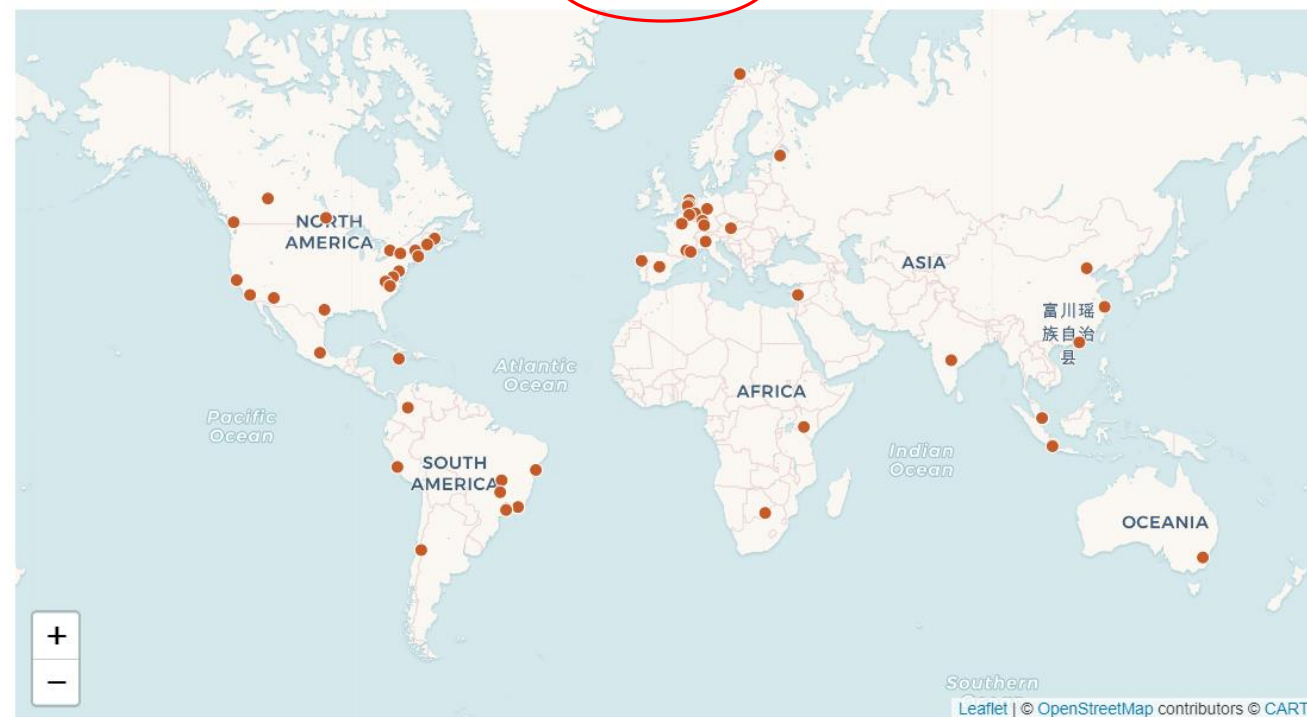 NORTH
AMERICA
ASIA
富川瑶
族自治
县
Atlantic
Ocean
AFRICA
Pacific
Ocean
Indian
Ocean
SOUTH
AMERICA
OCEANIA
+
−
Southern
Leaflet | © OpenStreetMap contributors © CART